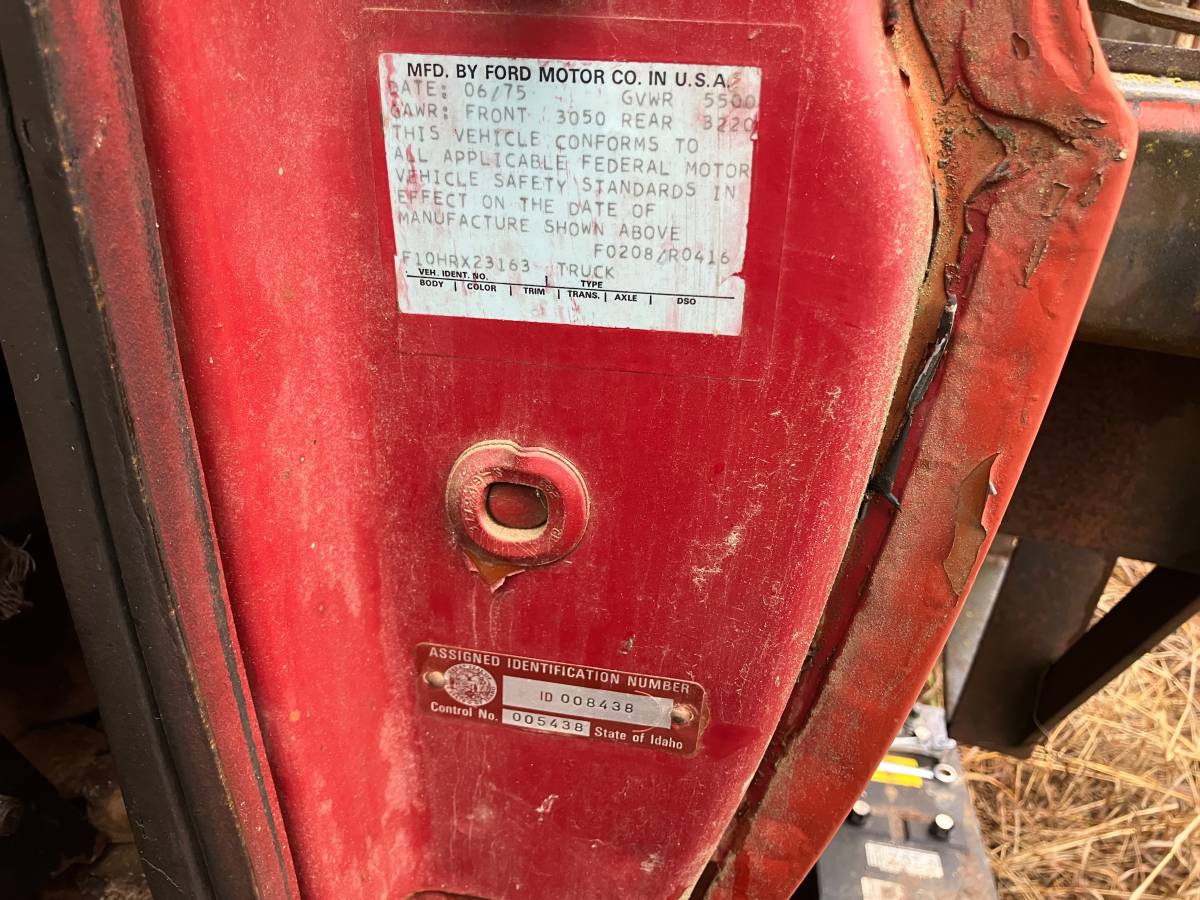 MFD. BY FORD MOTOR CO. IN U.S.A.
DATE: 06/75 GVWR 5500
GAWR: FRONT 3050 REAR 3220
THIS VEHICLE CONFORMS TO
ALL APPLICABLE FEDERAL MOTOR
VEHICLE SAFETY STANDARDS IN
EFFECT ON THE DATE OF
MANUFACTURE SHOWN ABOVE
F0208/R0416
F10HRX23163 TRUCK
VEH. IDENT. NO. TYPE
BODY COLOR TRIM TRANS. AXLE DSO
ASSIGNED IDENTIFICATION NUMBER
ID 008438
Control No. 005438 State of Idaho